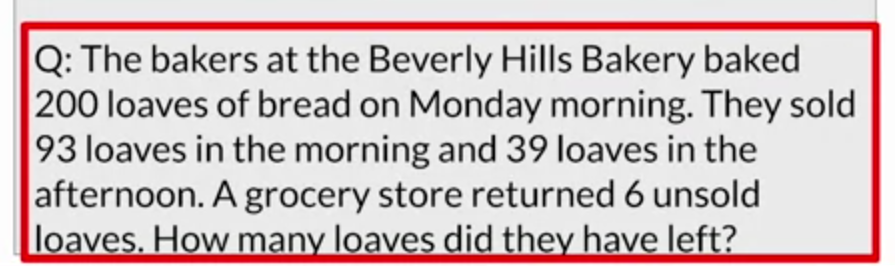 Q: The bakers at the Beverly Hills Bakery baked
200 loaves of bread on Monday morning. They sold
93 loaves in the morning and 39 loaves in the
afternoon. A grocery store returned 6 unsold
loaves. How many loaves did they have left?